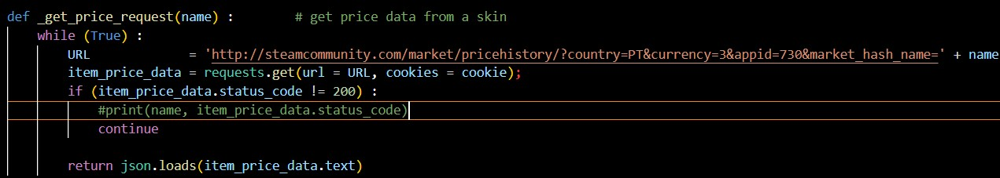 def _get_price_request(name) :        # get price data from a skin
    while (True) :
        URL             = 'http://steamcommunity.com/market/pricehistory/?country=PT&currency=3&appid=730&market_hash_name=' + name
        item_price_data = requests.get(url = URL, cookies = cookie);
        if (item_price_data.status_code != 200) :
            #print(name, item_price_data.status_code)
            continue
        return json.loads(item_price_data.text)